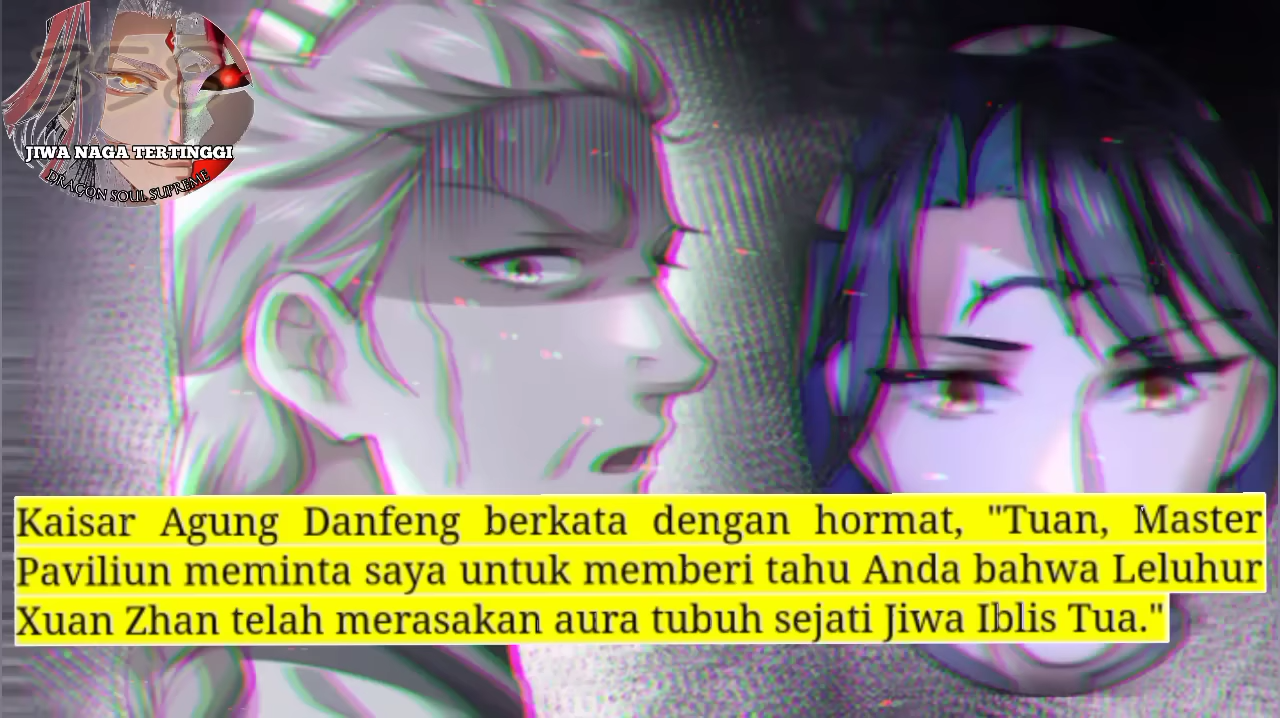 JIWA NAGA TERTINGGI
DRAGON SOUL SUPREME
Kaisar Agung Danfeng berkata dengan hormat, "Tuan, Master
Paviliun meminta saya untuk memberi tahu Anda bahwa Leluhur
Xuan Zhan telah merasakan aura tubuh sejati Jiwa Iblis Tua."